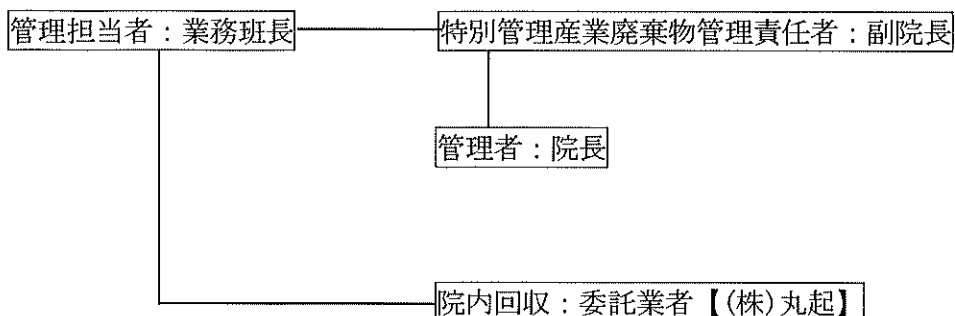 管理担当者：業務班長
特別管理産業廃棄物管理責任者：副院長
管理者：院長
院内回収：委託業者【(株)丸起】